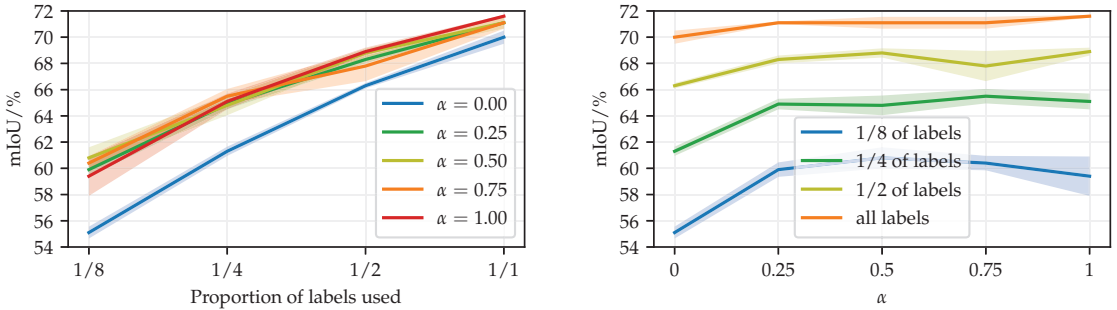 72
70
68
66
64
62
60
58
56
54
mIoU/%
α = 0.00
α = 0.25
α = 0.50
α = 0.75
α = 1.00
1/8 1/4 1/2 1/1
Proportion of labels used
72
70
68
66
64
62
60
58
56
54
mIoU/%
1/8 of labels
1/4 of labels
1/2 of labels
all labels
0 0.25 0.5 0.75 1
α